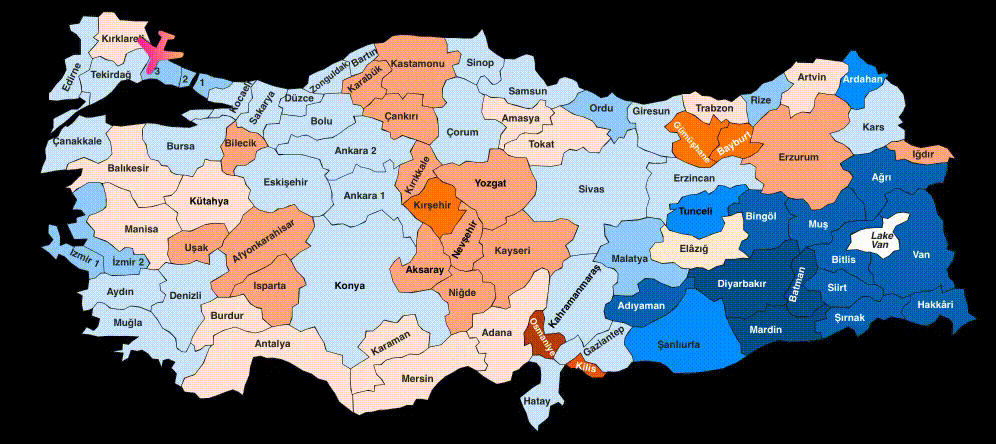 Kırklareli
Edirne
Tekirdağ
3
2
1
Kocaeli
Sakarya
Düzce
Zonguldak
Bartın
Karabük
Kastamonu
Sinop
Samsun
Ordu
Giresun
Trabzon
Rize
Artvin
Ardahan
Kars
Çanakkale
Balıkesir
Bursa
Bilecik
Bolu
Çankırı
Çorum
Amasya
Tokat
Gümüşhane
Bayburt
Erzurum
Iğdır
Ağrı
Kütahya
Eskişehir
Ankara 2
Ankara 1
Kırıkkale
Kırşehir
Yozgat
Sivas
Erzincan
Tunceli
Bingöl
Muş
Lake
Van
Van
Manisa
Uşak
Afyonkarahisar
Nevşehir
Kayseri
Malatya
Elâzığ
Bitlis
İzmir 1
İzmir 2
Aydın
Denizli
Isparta
Konya
Aksaray
Niğde
Kahramanmaraş
Adıyaman
Diyarbakır
Batman
Siirt
Hakkâri
Muğla
Burdur
Antalya
Karaman
Mersin
Adana
Osmaniye
Gaziantep
Kilis
Şanlıurfa
Mardin
Şırnak
Hatay